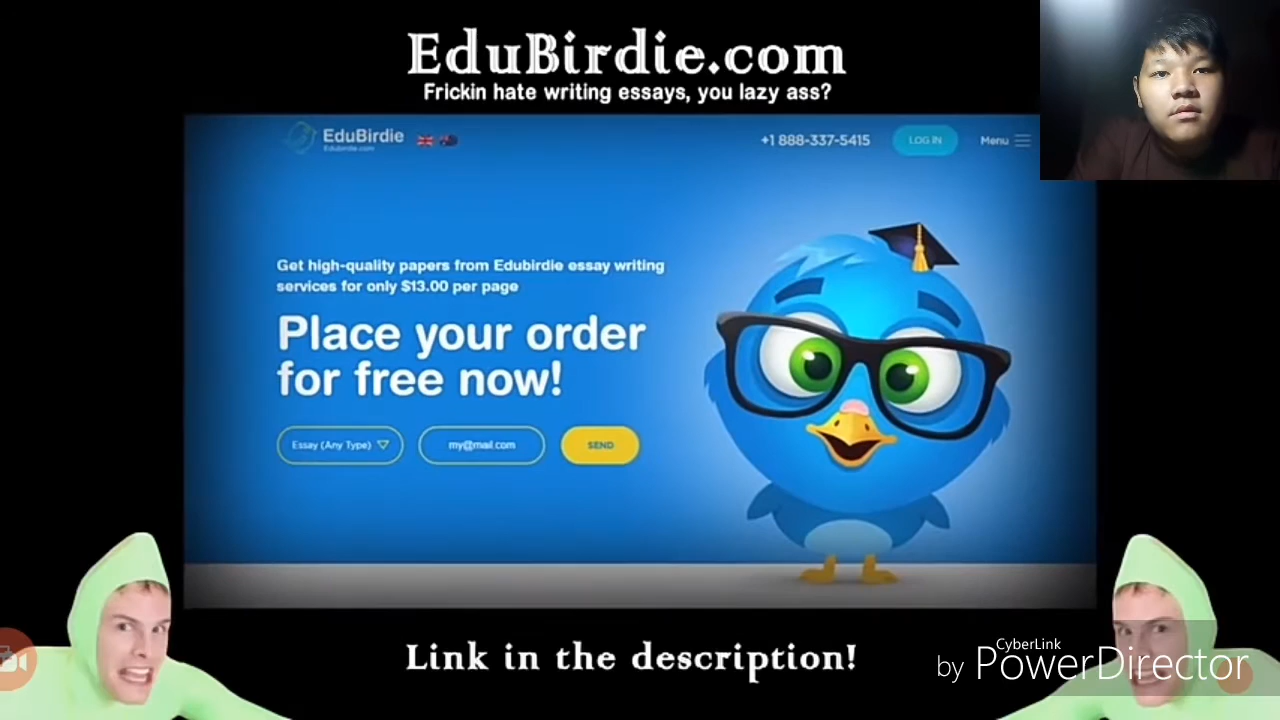 EduBirdie.com
Frickin hate writing essays, you lazy ass?
EduBirdie
Edubirdie.com
+1 888-337-5415
LOG IN
Menu
Get high-quality papers from Edubirdie essay writing
services for only $13.00 per page
Place your order
for free now!
Essay (Any Type)
my@mail.com
SEND
Link in the description!
CyberLink
by PowerDirector